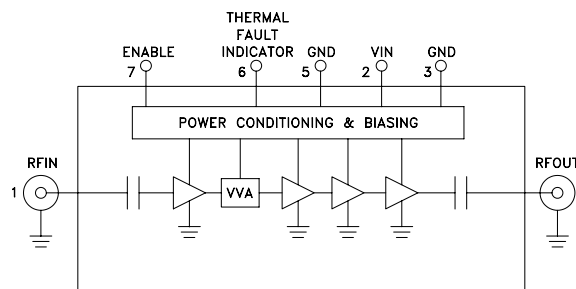 THERMAL
FAULT
ENABLE INDICATOR GND VIN GND
7 6 5 2 3
POWER CONDITIONING & BIASING
RFIN RFOUT
1 VVA